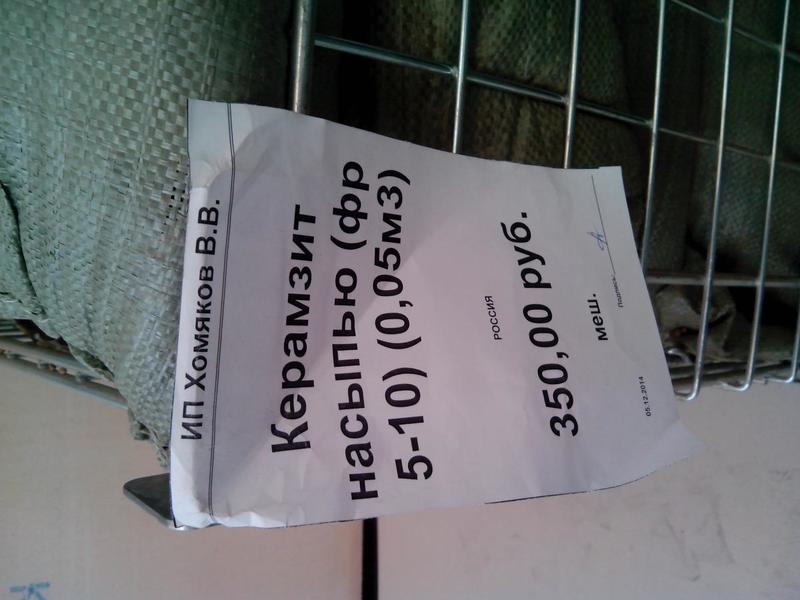 ИП Хомяков В.В.
Керамзит
насыпью (фр
5-10) (0,05м3)
РОССИЯ
350,00 руб.
меш.
05.12.2014
Подпись